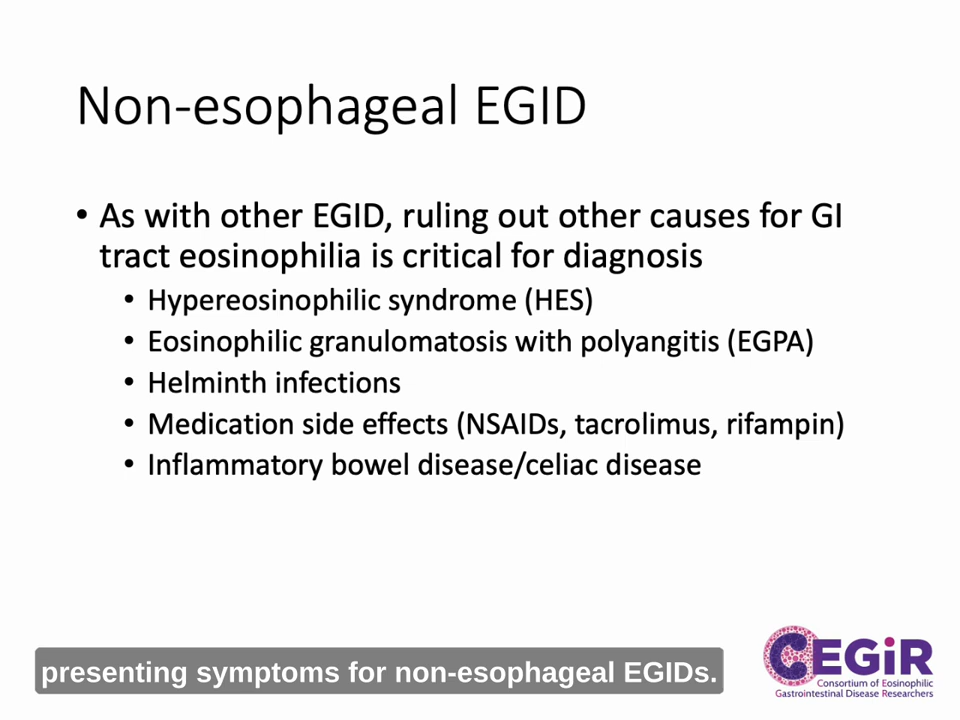 Non-esophageal EGID
• As with other EGID, ruling out other causes for GI
tract eosinophilia is critical for diagnosis
• Hypereosinophilic syndrome (HES)
• Eosinophilic granulomatosis with polyangitis (EGPA)
• Helminth infections
• Medication side effects (NSAIDs, tacrolimus, rifampin)
• Inflammatory bowel disease/celiac disease
presenting symptoms for non-esophageal EGIDs.
CEGiR
Consortium of Eosinophilic
Gastrointestinal Disease Researchers